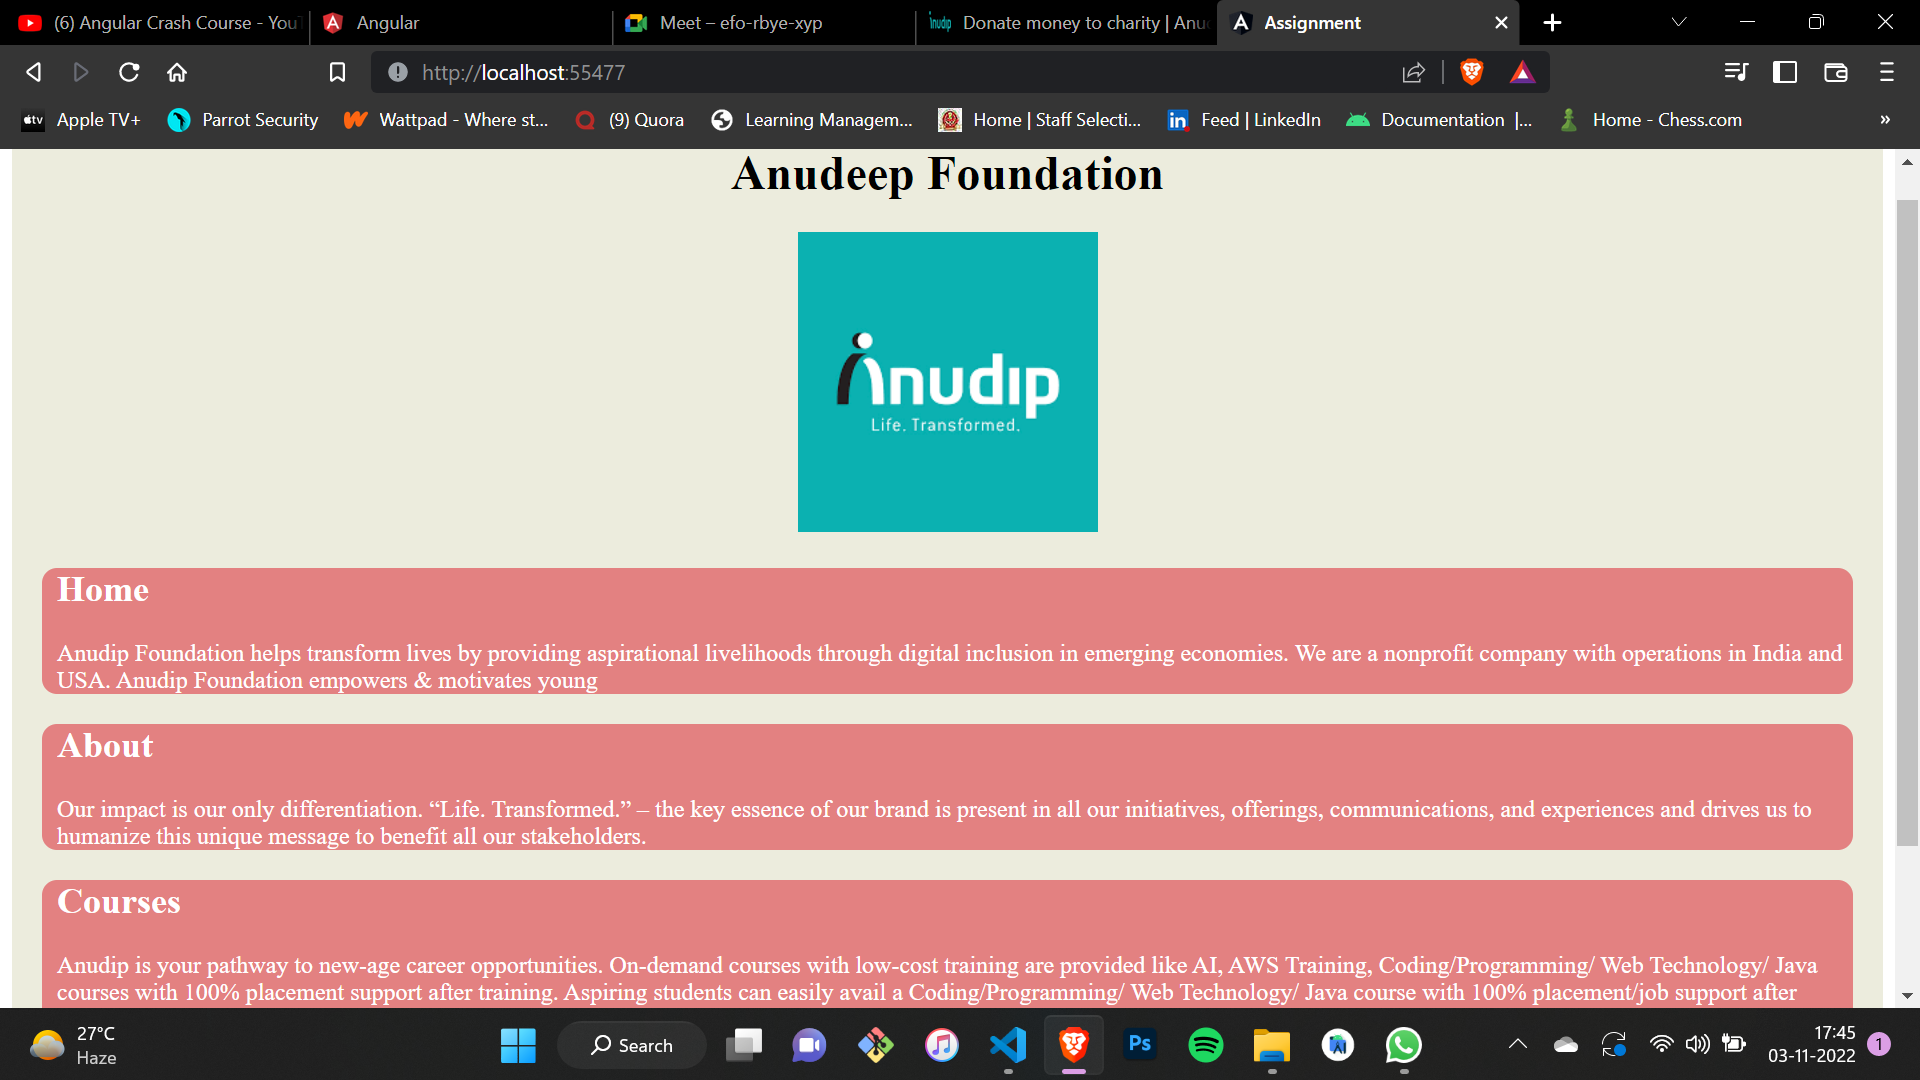 (6) Angular Crash Course - You
Angular
Meet – efo-rbye-xyp
anudip Donate money to charity | Anu
Assignment
http://localhost:55477
tv Apple TV+
Parrot Security
Wattpad - Where st...
(9) Quora
Learning Managem...
Home | Staff Selecti...
in Feed | LinkedIn
Documentation |...
Home - Chess.com
»
Anudeep Foundation
anudip
Life. Transformed.
Home
Anudip Foundation helps transform lives by providing aspirational livelihoods through digital inclusion in emerging economies. We are a nonprofit company with operations in India and
USA. Anudip Foundation empowers & motivates young
About
Our impact is our only differentiation. “Life. Transformed.” – the key essence of our brand is present in all our initiatives, offerings, communications, and experiences and drives us to
humanize this unique message to benefit all our stakeholders.
Courses
Anudip is your pathway to new-age career opportunities. On-demand courses with low-cost training are provided like AI, AWS Training, Coding/Programming/ Web Technology/ Java
courses with 100% placement support after training. Aspiring students can easily avail a Coding/Programming/ Web Technology/ Java course with 100% placement/job support after
27°C
Haze
Search
Ps
17:45
03-11-2022
1